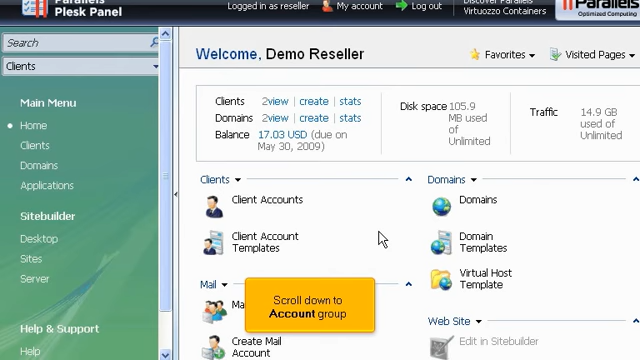 Parallels
Plesk Panel
Logged in as reseller
My account
Log out
Discover Parallels
Virtuozzo Containers
Parallels
Optimized Computing
Search
Clients
Main Menu
Home
Clients
Domains
Applications
Sitebuilder
Desktop
Sites
Server
Help & Support
Help
Welcome, Demo Reseller
Favorites
Visited Pages
Clients 2 view | create | stats
Domains 2 view | create | stats
Balance 17.03 USD (due on
May 30, 2009)
Disk space 105.9
MB used
of
Unlimited
Traffic 14.9 GB
used of
Unlimited
Clients
Client Accounts
Client Account
Templates
Mail
Ma
Create Mail
Account
Domains
Domains
Domain
Templates
Virtual Host
Template
Web Site
Edit in Sitebuilder
Scroll down to
Account group